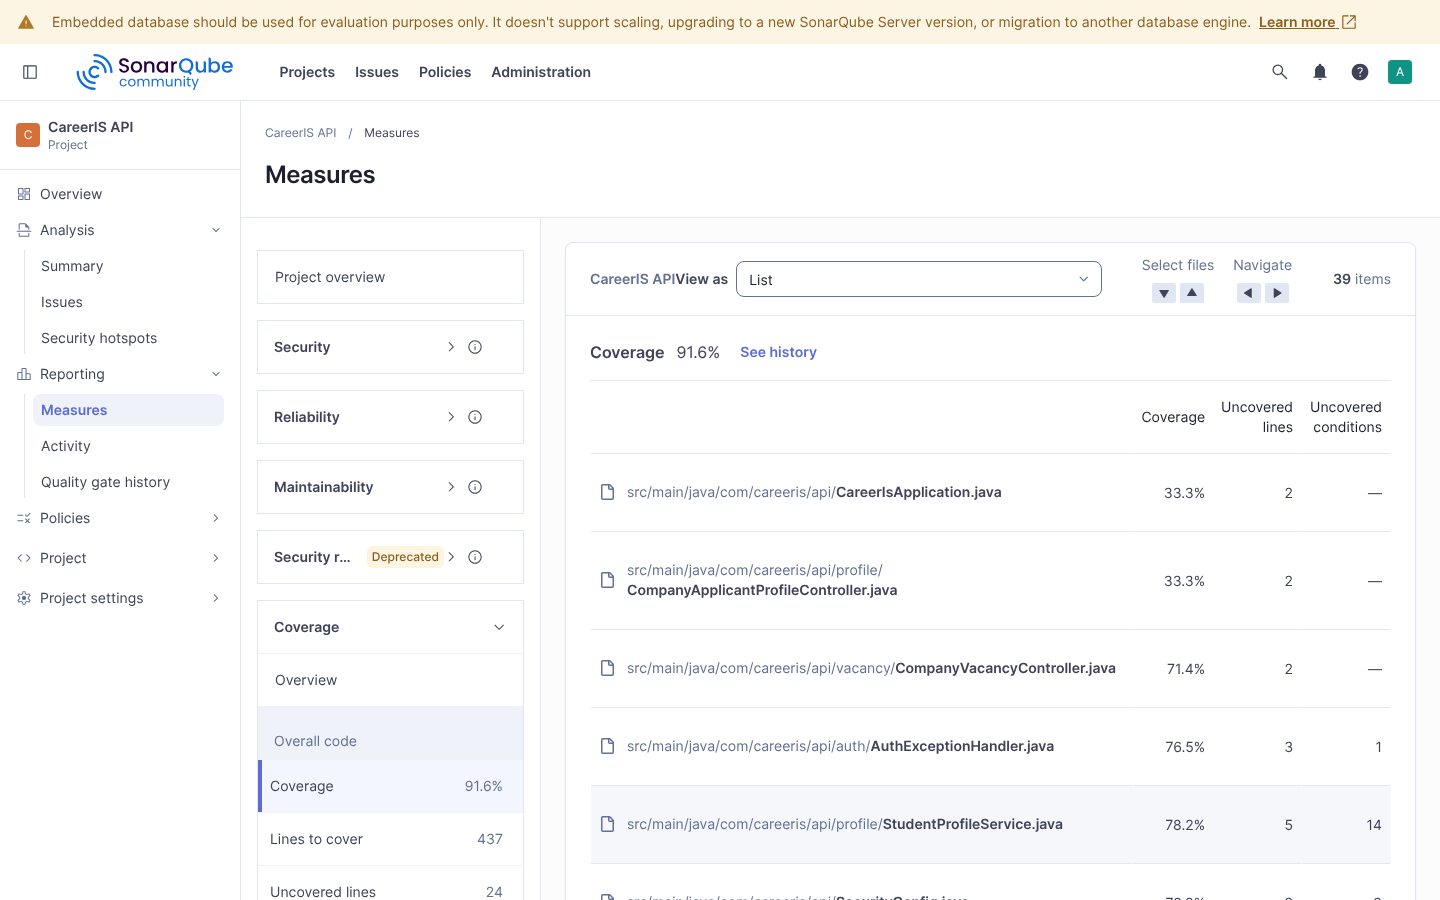 Embedded database should be used for evaluation purposes only. It doesn't support scaling, upgrading to a new SonarQube Server version, or migration to another database engine. Learn more
SonarQube
community
Projects Issues Policies Administration
? A
C
CareerIS API
Project
Overview
Analysis
Summary
Issues
Security hotspots
Reporting
Measures
Activity
Quality gate history
Policies
Project
Project settings
CareerIS API / Measures
Measures
Project overview
Security
Reliability
Maintainability
Security r... Deprecated
Coverage
Overview
Overall code
Coverage 91.6%
Lines to cover 437
Uncovered lines 24
CareerIS APIView as List
Select files Navigate
39 items
Coverage 91.6% See history
Coverage Uncovered lines Uncovered conditions
src/main/java/com/careeris/api/CareerIsApplication.java 33.3% 2 —
src/main/java/com/careeris/api/profile/
CompanyApplicantProfileController.java 33.3% 2 —
src/main/java/com/careeris/api/vacancy/CompanyVacancyController.java 71.4% 2 —
src/main/java/com/careeris/api/auth/AuthExceptionHandler.java 76.5% 3 1
src/main/java/com/careeris/api/profile/StudentProfileService.java 78.2% 5 14